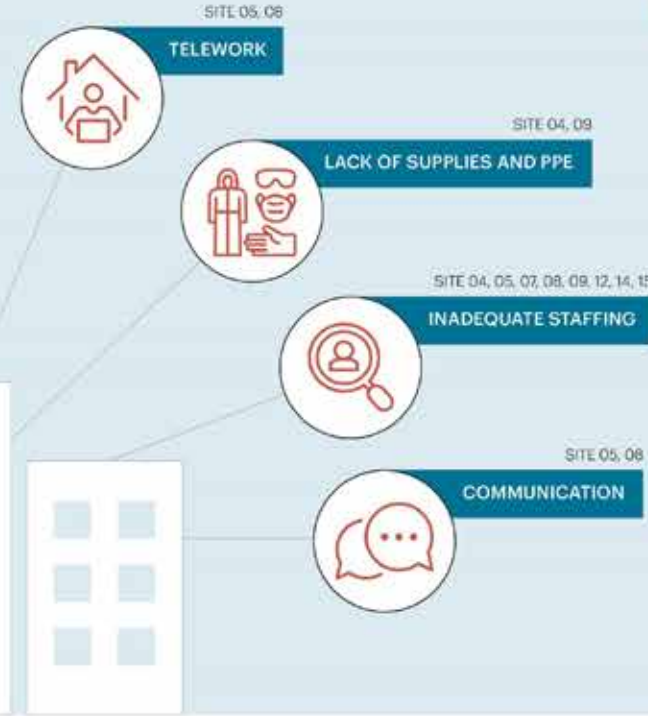 SITE 05, 08
TELEWORK
SITE 04, 09
LACK OF SUPPLIES AND PPE
SITE 04, 05, 07, 08, 09, 12, 14, 15
INADEQUATE STAFFING
SITE 05, 08
COMMUNICATION